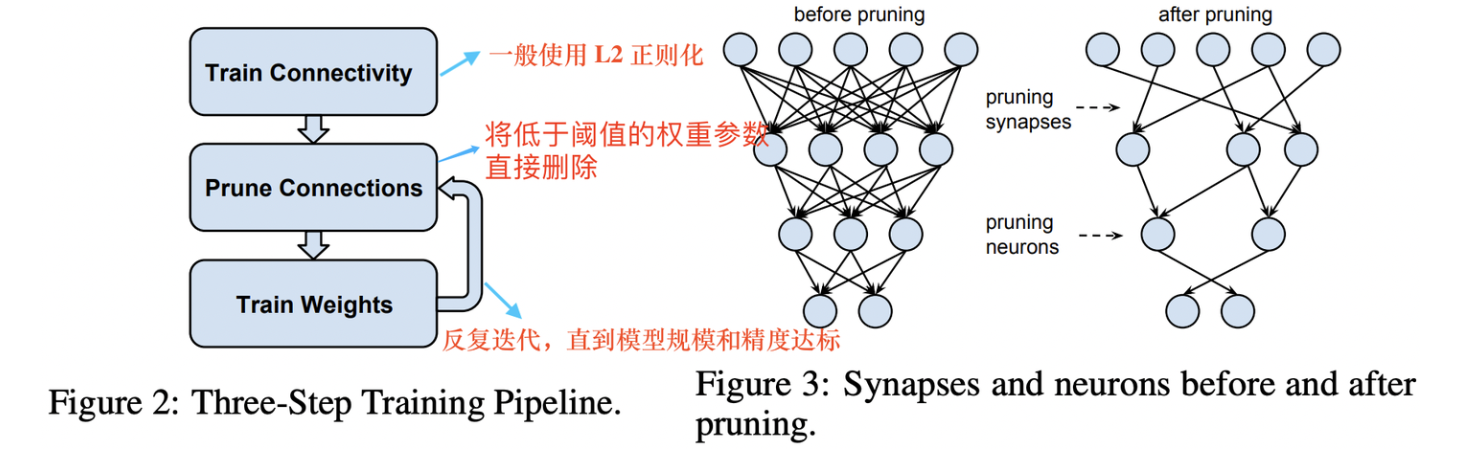 Train Connectivity
一般使用 L2 正则化
Prune Connections
将低于阈值的权重参数
直接删除
Train Weights
反复迭代，直到模型规模和精度达标
Figure 2: Three-Step Training Pipeline.
before pruning
after pruning
pruning
synapses
pruning
neurons
Figure 3: Synapses and neurons before and after
pruning.